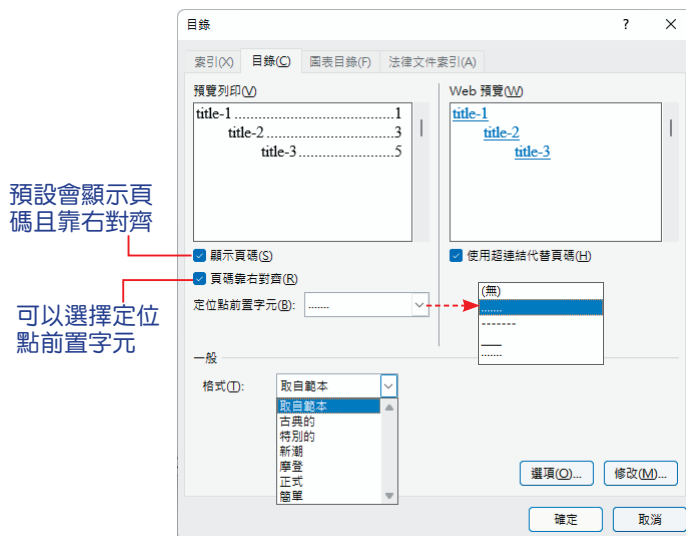 目錄
? ×
索引(X) 目錄(C) 圖表目錄(F) 法律文件索引(A)
預覽列印(V)
title-1.................................1
title-2..........................3
title-3...................5
Web 預覽(W)
title-1
title-2
title-3
預設會顯示頁
碼且靠右對齊
顯示頁碼(S)
頁碼靠右對齊(R)
使用超連結代替頁碼(H)
可以選擇定位
點前置字元
定位點前置字元(B): .......
(無)
.......
-------
___
.......
一般
格式(T): 取自範本
取自範本
古典的
特別的
新潮
摩登
正式
簡單
選項(O)... 修改(M)...
確定 取消